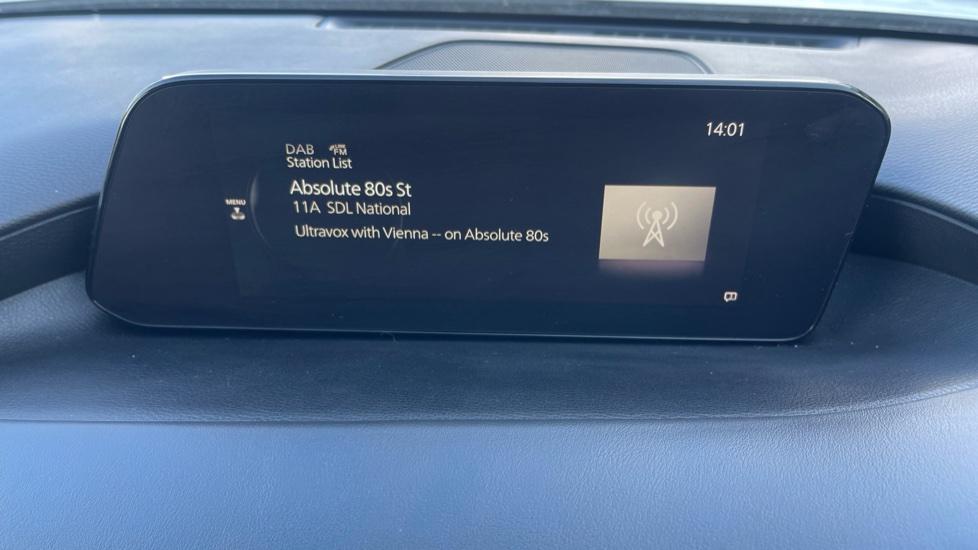 14:01
DAB LINK FM
Station List
Absolute 80s St
MENU
11A SDL National
Ultravox with Vienna -- on Absolute 80s